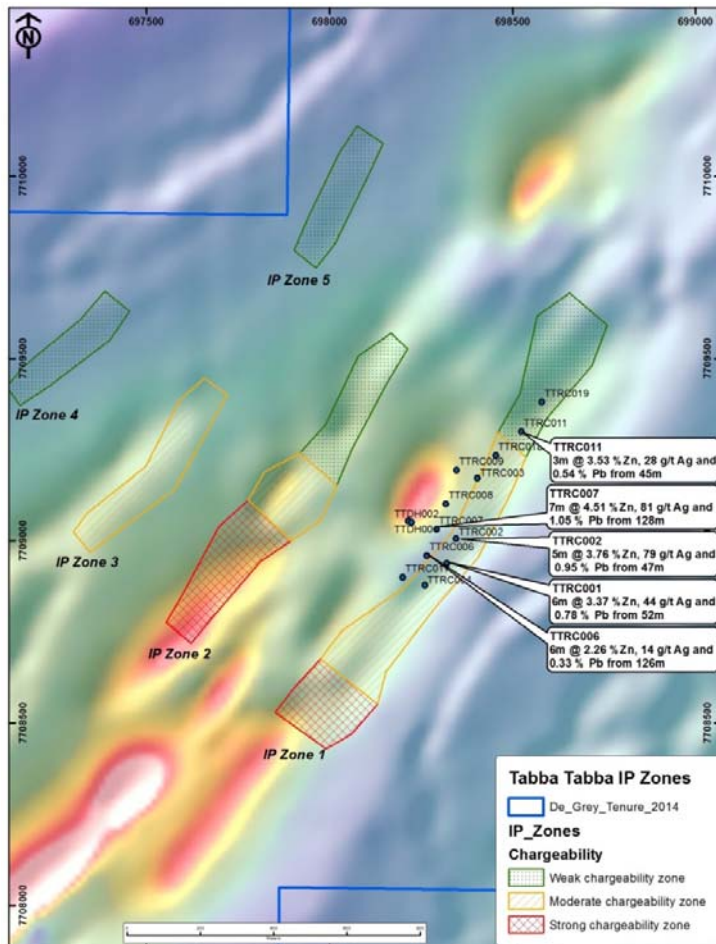 697500
698000
698500
699000
N
7710000
7710000
IP Zone 5
7709500
7709500
IP Zone 4
TTRC019
TTRC011
TTRC009
TTRC003
TTRC008
TTDH002
TTRC002
TTRC006
TTRC011
3m @ 3.53 %Zn, 28 g/t Ag and
0.54 % Pb from 45m
TTRC007
7m @ 4.51 %Zn, 81 g/t Ag and
1.05 % Pb from 128m
TTRC002
5m @ 3.76 %Zn, 79 g/t Ag and
0.95 % Pb from 47m
TTRC001
6m @ 3.37 %Zn, 44 g/t Ag and
0.78 % Pb from 52m
TTRC006
6m @ 2.26 %Zn, 14 g/t Ag and
0.33 % Pb from 126m
7709000
7709000
IP Zone 3
IP Zone 2
7708500
7708500
IP Zone 1
7708000
7708000
Tabba Tabba IP Zones
De_Grey_Tenure_2014
IP_Zones
Chargeability
Weak chargeability zone
Moderate chargeability zone
Strong chargeability zone